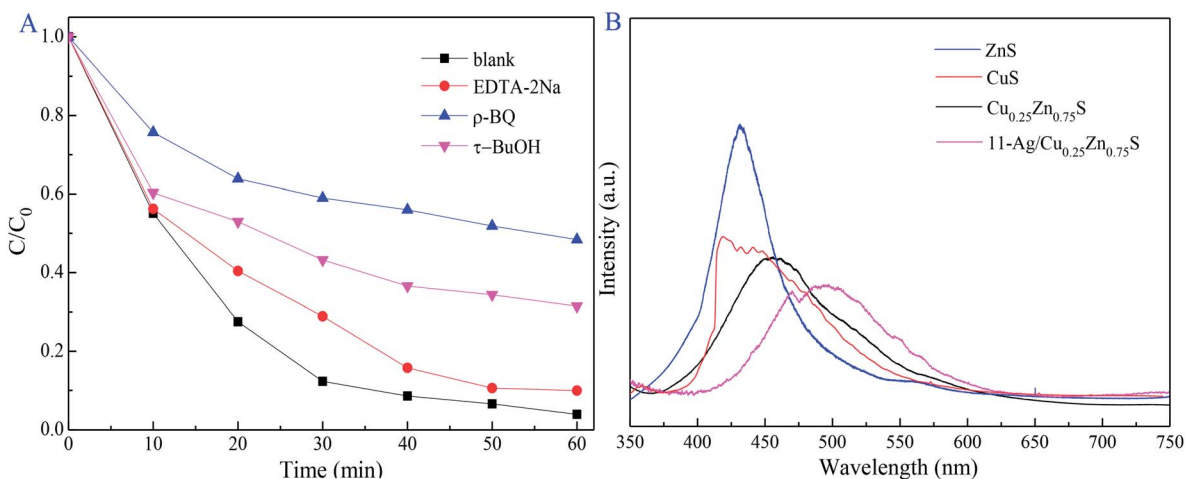 A
1.0
0.8
0.6
0.4
0.2
0.0
C/C₀
0 10 20 30 40 50 60
Time (min)
blank
EDTA-2Na
ρ-BQ
τ-BuOH
B
Intensity (a.u.)
ZnS
CuS
Cu₀.₂₅Zn₀.₇₅S
11-Ag/Cu₀.₂₅Zn₀.₇₅S
350 400 450 500 550 600 650 700 750
Wavelength (nm)